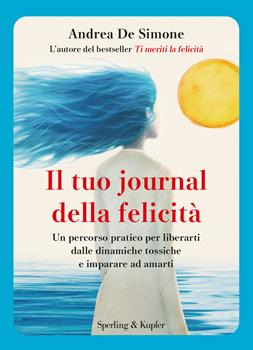 Andrea De Simone
L'autore del bestseller Ti meriti la felicità
Il tuo journal
della felicità
Un percorso pratico per liberarti
dalle dinamiche tossiche
e imparare ad amarti
Sperling & Kupfer